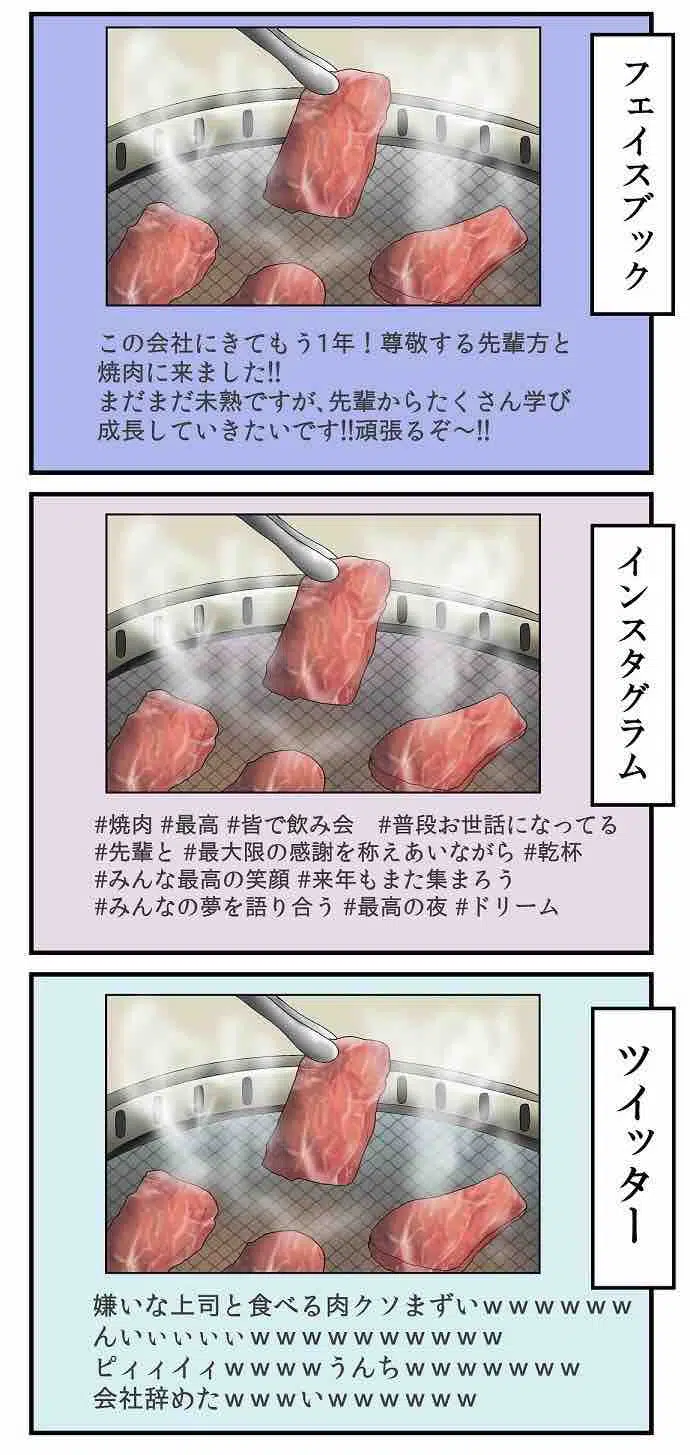 フェイスブック
この会社にきてもう1年！尊敬する先輩方と
焼肉に来ました!!
まだまだ未熟ですが､先輩からたくさん学び
成長していきたいです!!頑張るぞ〜!!
インスタグラム
#焼肉 #最高 #皆で飲み会　#普段お世話になってる
#先輩と #最大限の感謝を称えあいながら #乾杯
#みんな最高の笑顔 #来年もまた集まろう
#みんなの夢を語り合う #最高の夜 #ドリーム
ツイッター
嫌いな上司と食べる肉クソまずいｗｗｗｗｗｗ
んいぃぃぃぃｗｗｗｗｗｗｗｗｗｗ
ピィィイィｗｗｗｗうんちｗｗｗｗｗｗｗ
会社辞めたｗｗｗいｗｗｗｗｗｗ